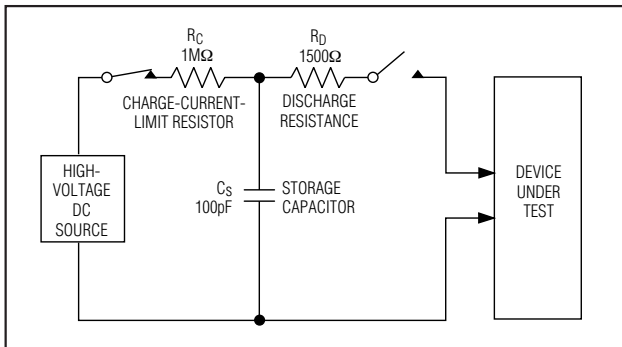 RC
1MΩ
CHARGE-CURRENT-
LIMIT RESISTOR
RD
1500Ω
DISCHARGE
RESISTANCE
HIGH-
VOLTAGE
DC
SOURCE
CS
100pF
STORAGE
CAPACITOR
DEVICE
UNDER
TEST